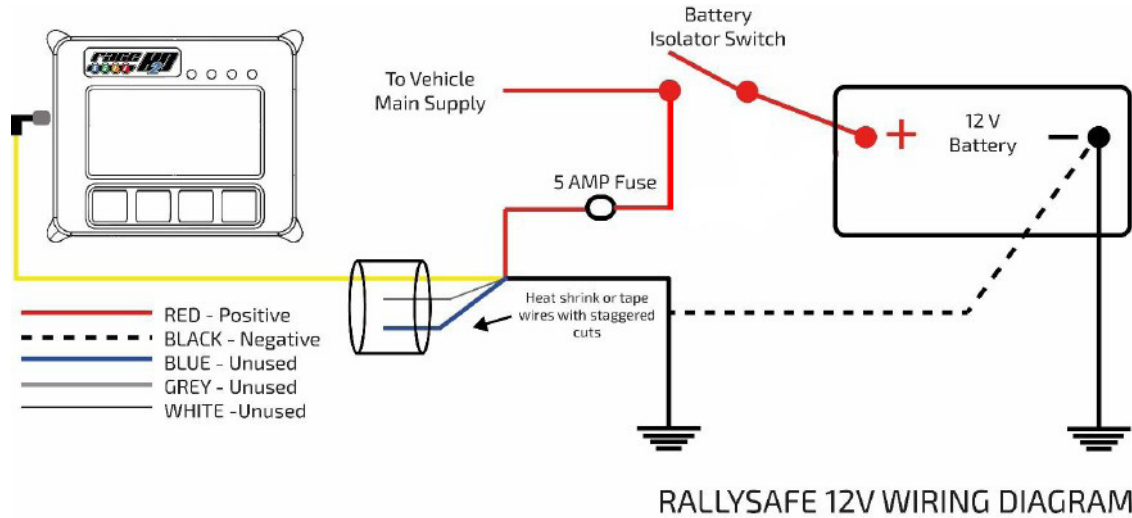 Battery
Isolator Switch
To Vehicle
Main Supply
+
12 V
Battery
5 AMP Fuse
Heat shrink or tape
wires with staggered
cuts
RED - Positive
BLACK - Negative
BLUE - Unused
GREY - Unused
WHITE -Unused
RALLYSAFE 12V WIRING DIAGRAM